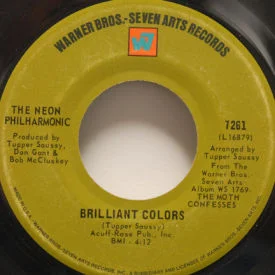 WARNER BROS.-SEVEN ARTS RECORDS
W7
THE NEON
PHILHARMONIC
Produced by
Tupper Saussy,
Don Gant &
Bob McCluskey
7261
(L 16879)
Arranged by
Tupper Saussy
From The
Warner Bros.
Seven Arts
Album WS 1769
THE MOTH
CONFESSES
BRILLIANT COLORS
(Tupper Saussy)
Acuff-Rose Pub., Inc.
BMI - 4:12